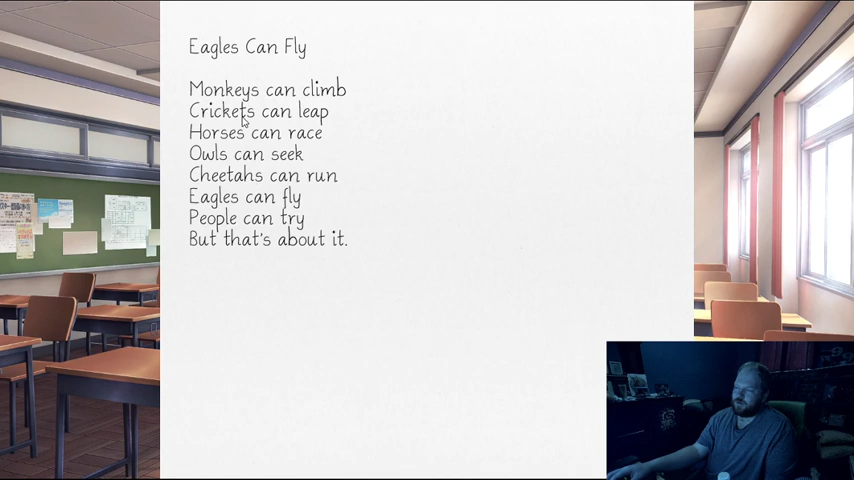 Eagles Can Fly
Monkeys can climb
Crickets can leap
Horses can race
Owls can seek
Cheetahs can run
Eagles can fly
People can try
But that's about it.